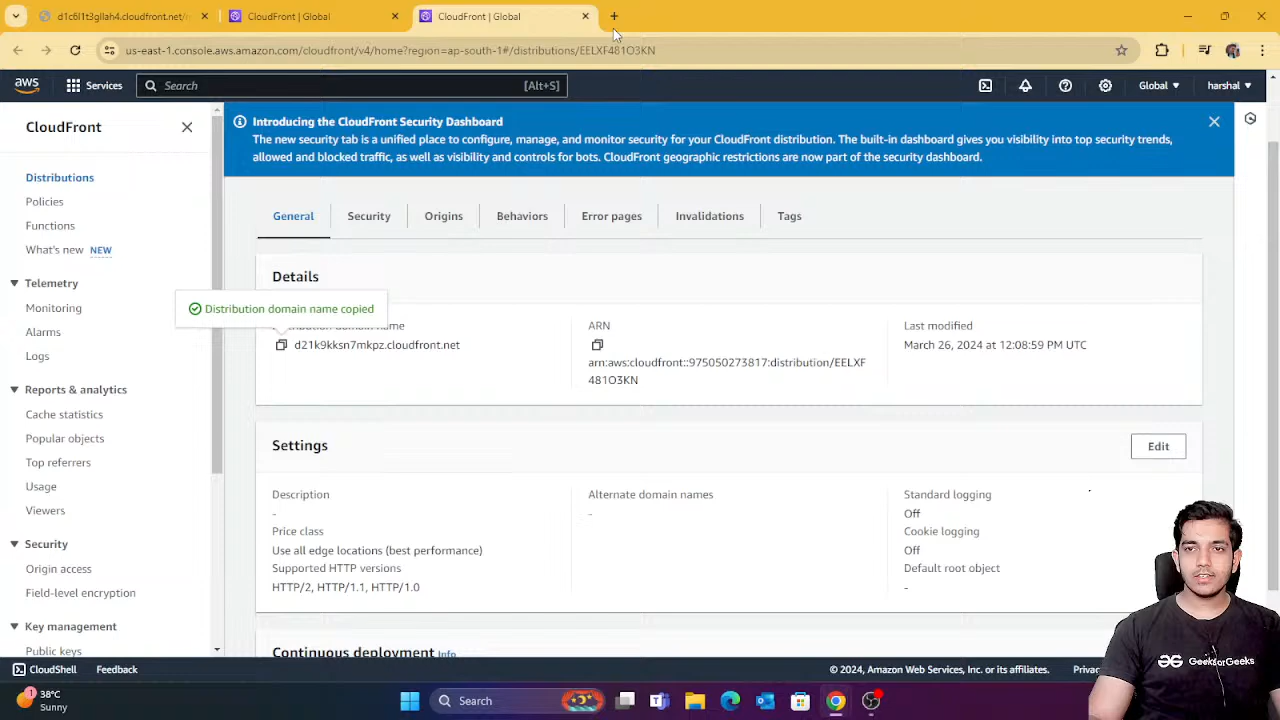 d1c6l1t3gllah4.cloudfront.net/
CloudFront | Global
CloudFront | Global
us-east-1.console.aws.amazon.com/cloudfront/v4/home?region=ap-south-1#/distributions/EELXF481O3KN
aws
Services
Search
[Alt+S]
Global
harshal
CloudFront
Distributions
Policies
Functions
What's new NEW
Telemetry
Monitoring
Alarms
Logs
Reports & analytics
Cache statistics
Popular objects
Top referrers
Usage
Viewers
Security
Origin access
Field-level encryption
Key management
Public keys
Introducing the CloudFront Security Dashboard
The new security tab is a unified place to configure, manage, and monitor security for your CloudFront distribution. The built-in dashboard gives you visibility into top security trends,
allowed and blocked traffic, as well as visibility and controls for bots. CloudFront geographic restrictions are now part of the security dashboard.
General
Security
Origins
Behaviors
Error pages
Invalidations
Tags
Details
Distribution domain name copied
d21k9kksn7mkpz.cloudfront.net
ARN
arn:aws:cloudfront::975050273817:distribution/EELXF
481O3KN
Last modified
March 26, 2024 at 12:08:59 PM UTC
Settings
Edit
Description
-
Price class
Use all edge locations (best performance)
Supported HTTP versions
HTTP/2, HTTP/1.1, HTTP/1.0
Alternate domain names
-
Standard logging
Off
Cookie logging
Off
Default root object
-
Continuous deployment Info
CloudShell
Feedback
© 2024, Amazon Web Services, Inc. or its affiliates.
GeeksforGeeks
38°C
Sunny
1
Search